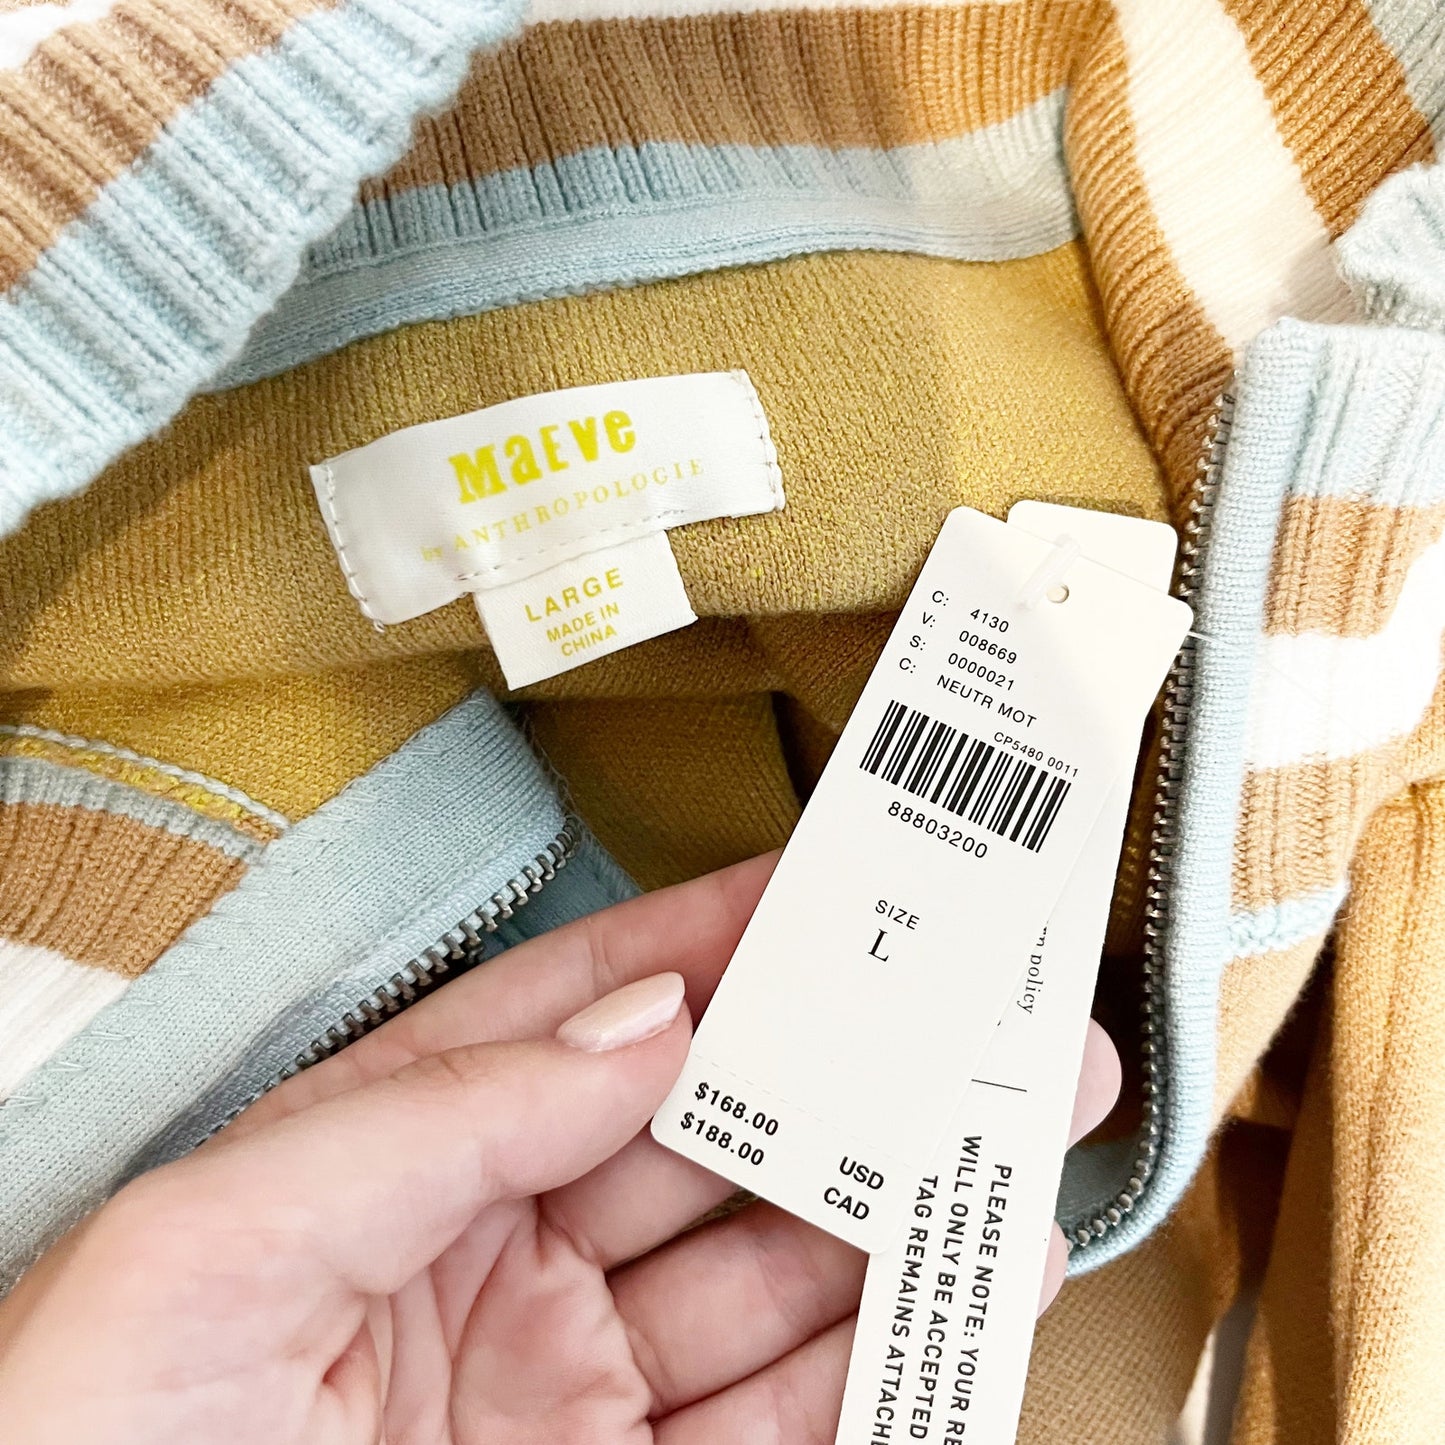 MaEVe
by ANTHROPOLOGIE
LARGE
MADE IN
CHINA
C: 4130
V: 008669
S: 0000021
C: NEUTR MOT
CP5480 0011
88803200
SIZE
L
$168.00 USD
$188.00 CAD
policy
PLEASE NOTE: YOUR RE
WILL ONLY BE ACCEPTED
TAG REMAINS ATTACH